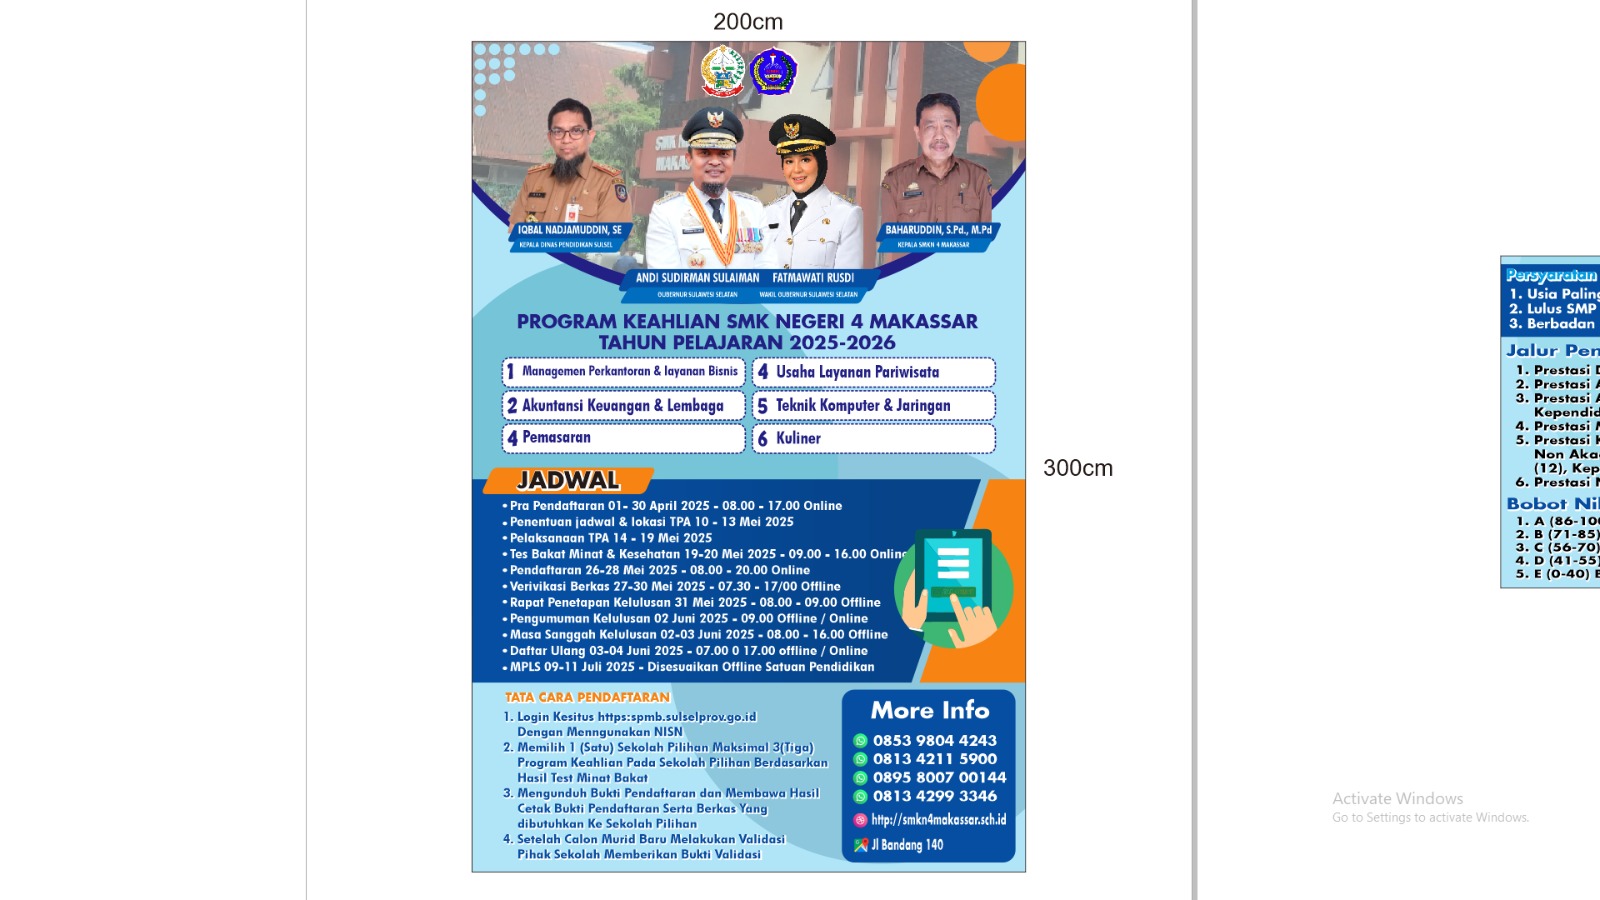 200cm
SMK
MAKAS
IQBAL NADJAMUDDIN, SE
KEPALA DINAS PENDIDIKAN SULSEL
BAHARUDDIN, S.Pd., M.Pd
KEPALA SMKN 4 MAKASSAR
ANDI SUDIRMAN SULAIMAN FATMAWATI RUSDI
GUBERNUR SULAWESI SELATAN WAKIL GUBERNUR SULAWESI SELATAN
PROGRAM KEAHLIAN SMK NEGERI 4 MAKASSAR
TAHUN PELAJARAN 2025-2026
1 Managemen Perkantoran & layanan Bisnis
4 Usaha Layanan Pariwisata
2 Akuntansi Keuangan & Lembaga
5 Teknik Komputer & Jaringan
4 Pemasaran
6 Kuliner
300cm
JADWAL
• Pra Pendaftaran 01- 30 April 2025 - 08.00 - 17.00 Online
• Penentuan jadwal & lokasi TPA 10 - 13 Mei 2025
• Pelaksanaan TPA 14 - 19 Mei 2025
• Tes Bakat Minat & Kesehatan 19-20 Mei 2025 - 09.00 - 16.00 Online
• Pendaftaran 26-28 Mei 2025 - 08.00 - 20.00 Online
• Verivikasi Berkas 27-30 Mei 2025 - 07.30 - 17/00 Offline
• Rapat Penetapan Kelulusan 31 Mei 2025 - 08.00 - 09.00 Offline
• Pengumuman Kelulusan 02 Juni 2025 - 09.00 Offline / Online
• Masa Sanggah Kelulusan 02-03 Juni 2025 - 08.00 - 16.00 Offline
• Daftar Ulang 03-04 Juni 2025 - 07.00 0 17.00 offline / Online
• MPLS 09-11 Juli 2025 - Disesuaikan Offline Satuan Pendidikan
TATA CARA PENDAFTARAN
1. Login Kesitus https:spmb.sulselprov.go.id
Dengan Menngunakan NISN
2. Memilih 1 (Satu) Sekolah Pilihan Maksimal 3(Tiga)
Program Keahlian Pada Sekolah Pilihan Berdasarkan
Hasil Test Minat Bakat
3. Mengunduh Bukti Pendaftaran dan Membawa Hasil
Cetak Bukti Pendaftaran Serta Berkas Yang
dibutuhkan Ke Sekolah Pilihan
4. Setelah Calon Murid Baru Melakukan Validasi
Pihak Sekolah Memberikan Bukti Validasi
More Info
0853 9804 4243
0813 4211 5900
0895 8007 00144
0813 4299 3346
http://smkn4makassar.sch.id
Jl Bandang 140
Persyaratan
1. Usia Paling
2. Lulus SMP
3. Berbadan
Jalur Pen
1. Prestasi D
2. Prestasi A
3. Prestasi A
Kependid
4. Prestasi M
5. Prestasi K
Non Aka
(12), Kep
6. Prestasi N
Bobot Nil
1. A (86-100
2. B (71-85)
3. C (56-70)
4. D (41-55)
5. E (0-40) B
Activate Windows
Go to Settings to activate Windows.